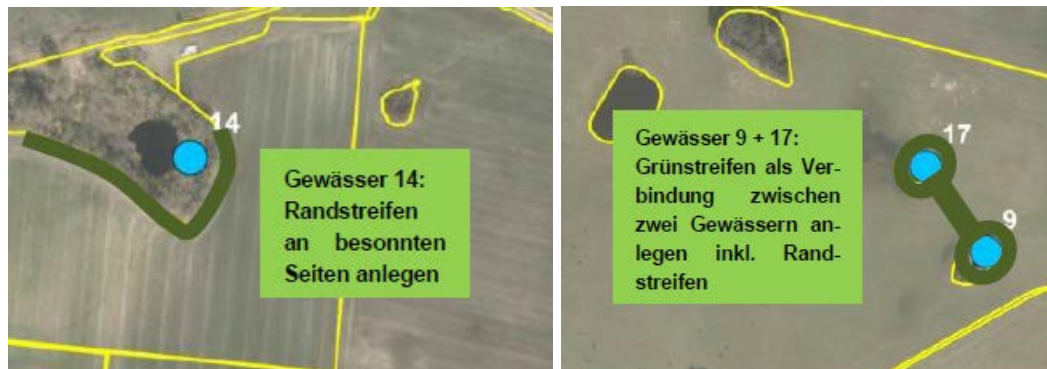 14
Gewässer 14:
Randstreifen
an besonnten
Seiten anlegen
Gewässer 9 + 17:
Grünstreifen als Ver-
bindung zwischen
zwei Gewässern an-
legen inkl. Rand-
streifen
17
9